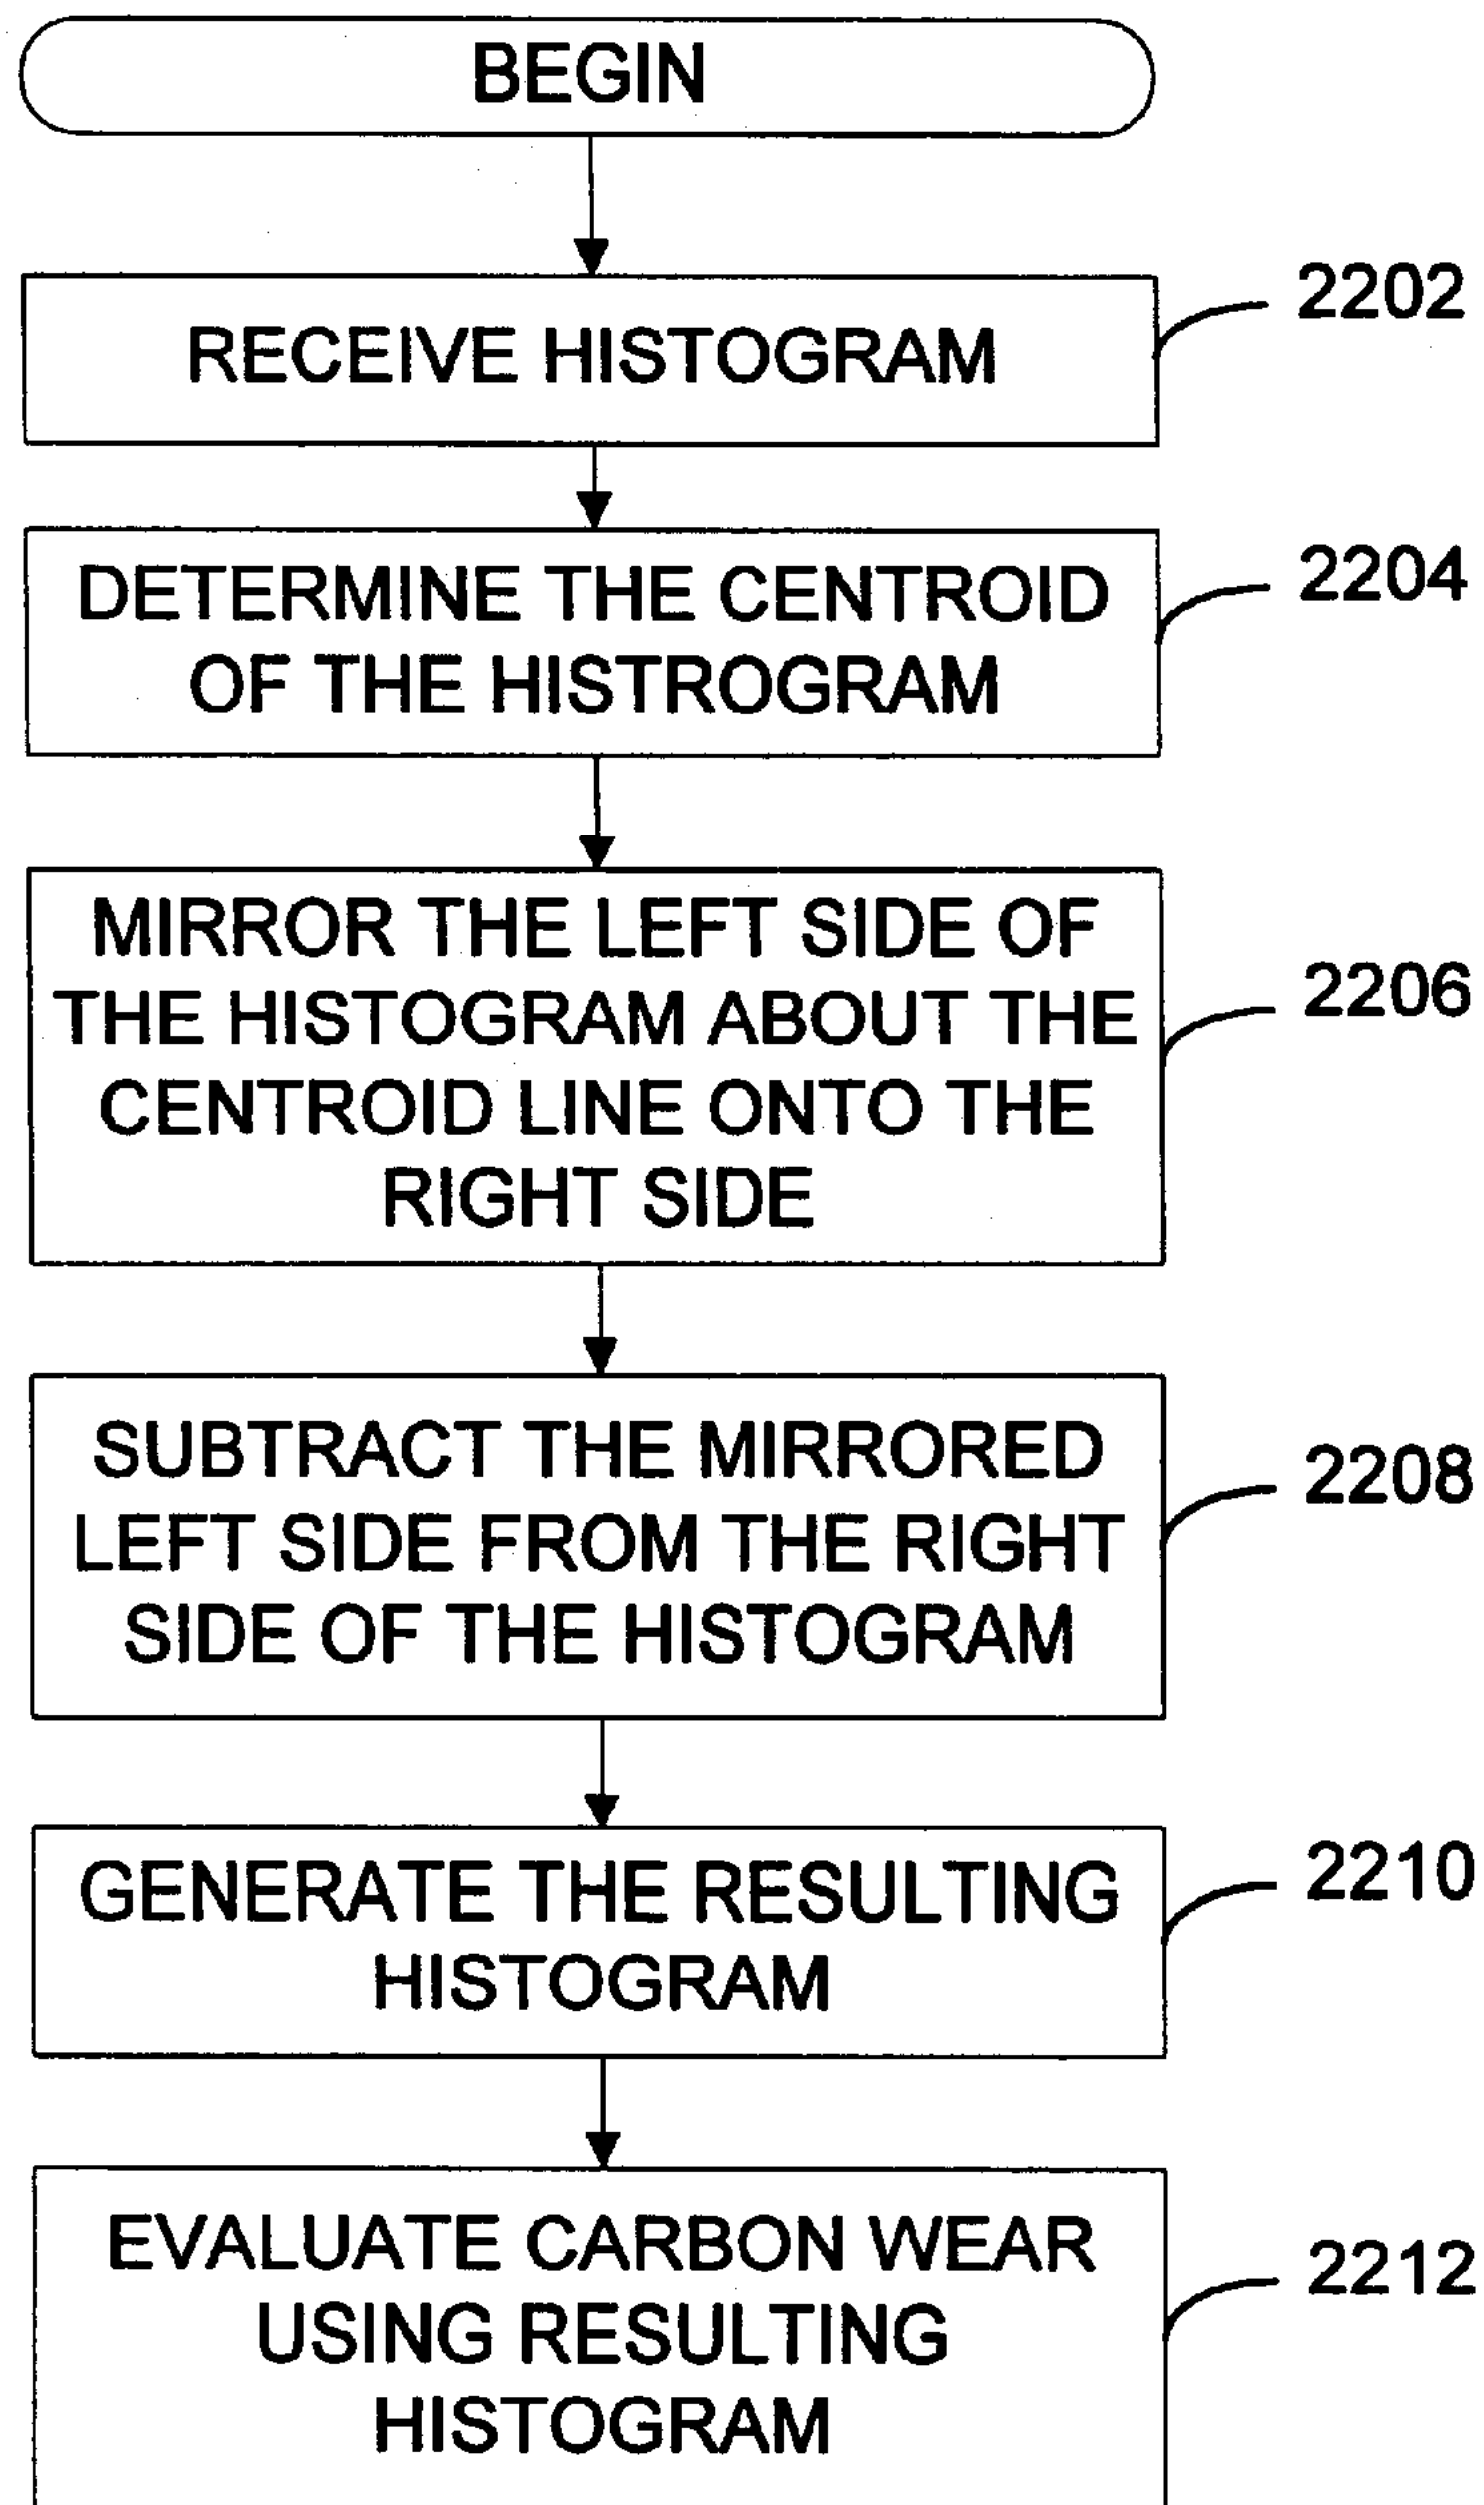 BEGIN
RECEIVE HISTOGRAM
2202
DETERMINE THE CENTROID
OF THE HISTROGRAM
2204
MIRROR THE LEFT SIDE OF
THE HISTOGRAM ABOUT THE
CENTROID LINE ONTO THE
RIGHT SIDE
2206
SUBTRACT THE MIRRORED
LEFT SIDE FROM THE RIGHT
SIDE OF THE HISTOGRAM
2208
GENERATE THE RESULTING
HISTOGRAM
2210
EVALUATE CARBON WEAR
USING RESULTING
HISTOGRAM
2212